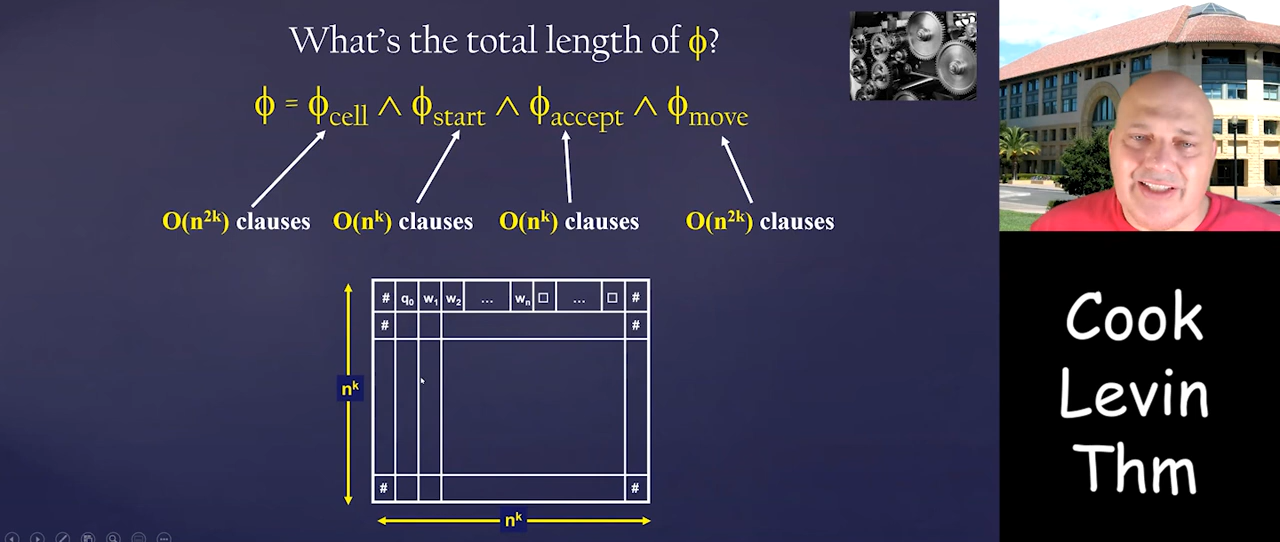 What's the total length of ϕ?
ϕ = ϕcell ∧ ϕstart ∧ ϕaccept ∧ ϕmove
O(n²ᵏ) clauses O(nᵏ) clauses O(nᵏ) clauses O(n²ᵏ) clauses
# q₀ w₁ w₂ ... wₙ □ ... □ #
# #
nᵏ
# #
nᵏ
Cook
Levin
Thm